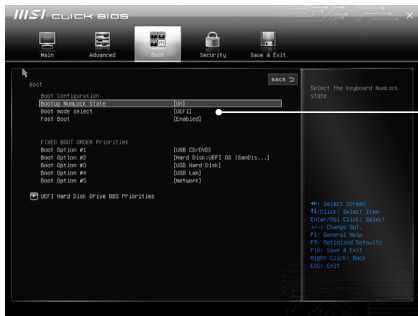 msi CLICK BIOS
X
Main
Advanced
Boot
Security
Save & Exit
Boot
BACK
Boot Configuration
Bootup NumLock State [On]
Boot mode select [UEFI]
Fast Boot [Enabled]
FIXED BOOT ORDER Priorities
Boot Option #1 [USB CD/DVD]
Boot Option #2 [Hard Disk:UEFI OS (SanDis...]
Boot Option #3 [USB Hard Disk]
Boot Option #4 [USB Lan]
Boot Option #5 [Network]
UEFI Hard Disk Drive BBS Priorities
Select the keyboard NumLock
state
↔: Select Screen
↑↓/Click: Select Item
Enter/Dbl Click: Select
+/-: Change Opt.
F1: General Help
F9: Optimized Defaults
F10: Save & Exit
Right Click: Back
ESC: Exit